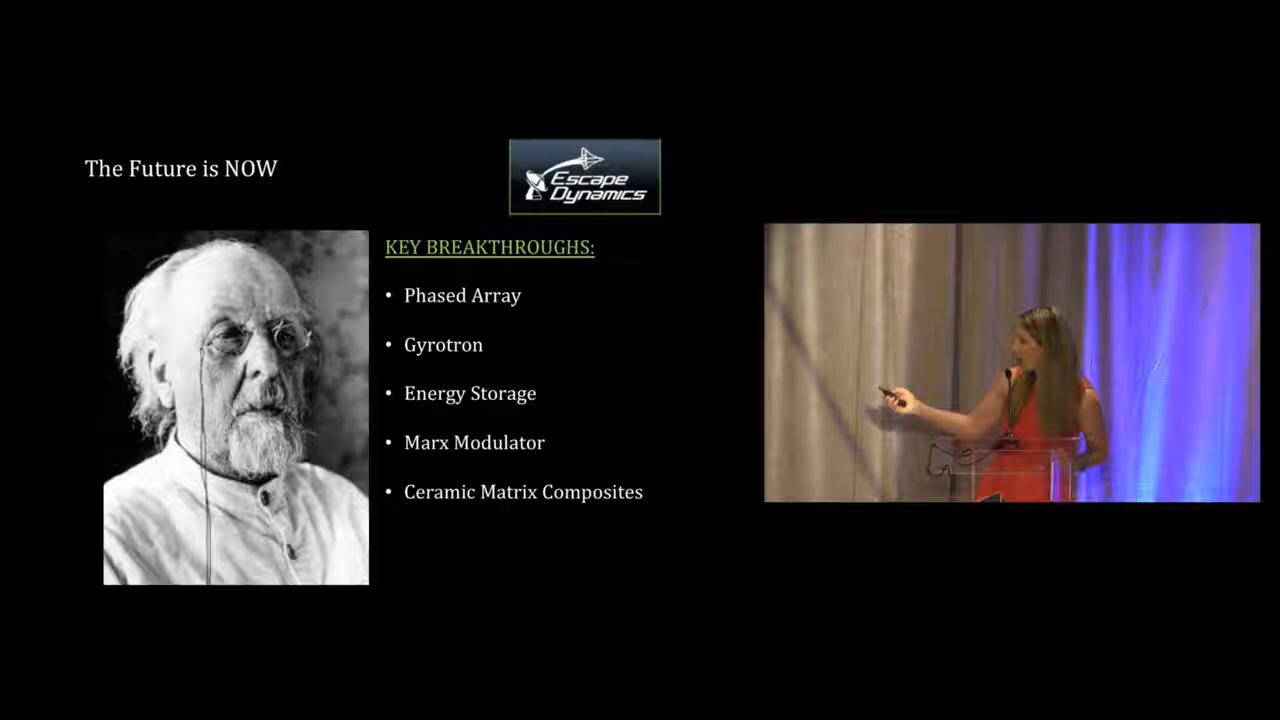 The Future is NOW
Escape
Dynamics
KEY BREAKTHROUGHS:
• Phased Array
• Gyrotron
• Energy Storage
• Marx Modulator
• Ceramic Matrix Composites